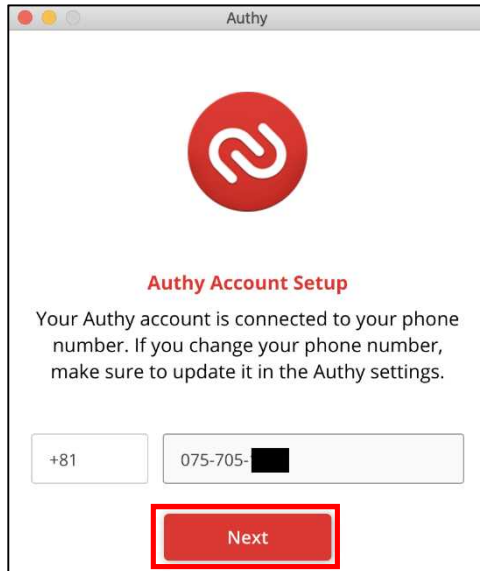 Authy
Authy Account Setup
Your Authy account is connected to your phone
number. If you change your phone number,
make sure to update it in the Authy settings.
+81
075-705-
Next